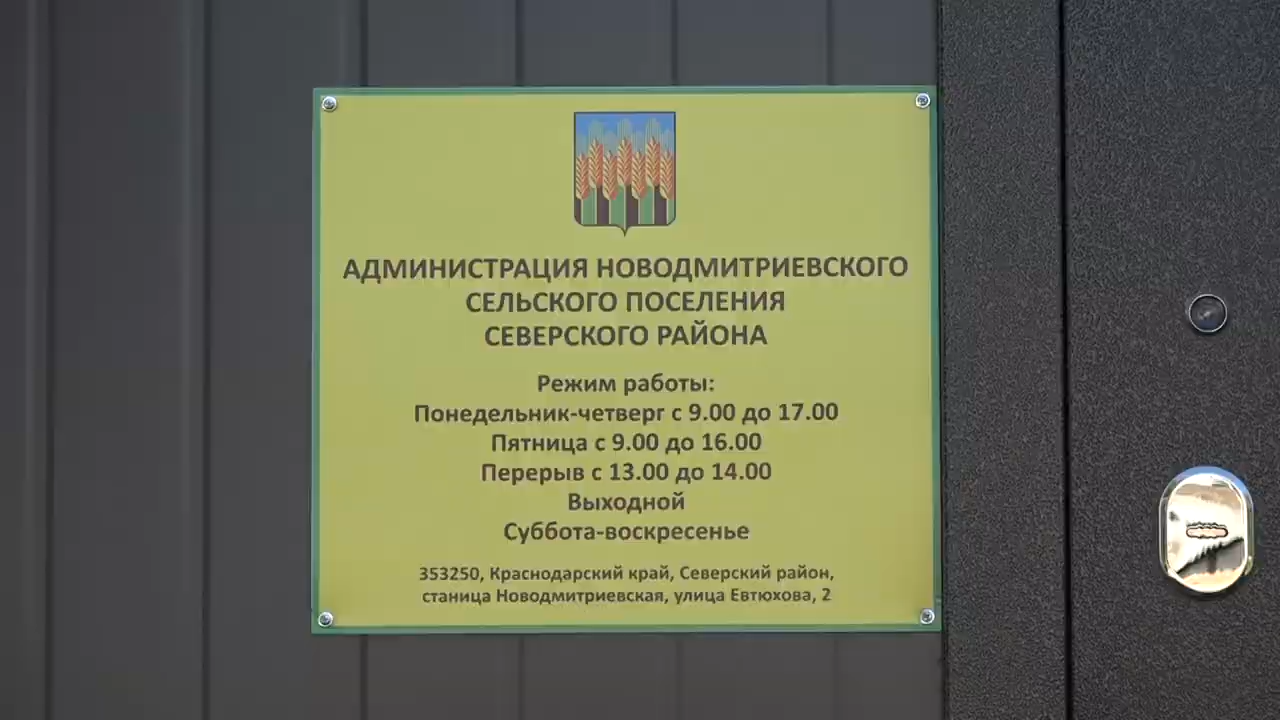 АДМИНИСТРАЦИЯ НОВОДМИТРИЕВСКОГО
СЕЛЬСКОГО ПОСЕЛЕНИЯ
СЕВЕРСКОГО РАЙОНА
Режим работы:
Понедельник-четверг с 9.00 до 17.00
Пятница с 9.00 до 16.00
Перерыв с 13.00 до 14.00
Выходной
Суббота-воскресенье
353250, Краснодарский край, Северский район,
станица Новодмитриевская, улица Евтюхова, 2